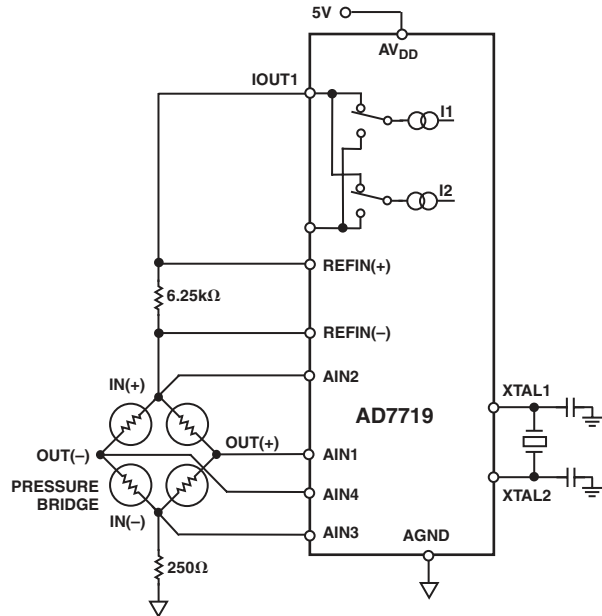 5V
AVDD
IOUT1
I1
I2
REFIN(+)
6.25kΩ
REFIN(–)
IN(+)
AIN2
XTAL1
AD7719
OUT(+)
AIN1
OUT(–)
PRESSURE
BRIDGE
AIN4
XTAL2
IN(–)
AIN3
AGND
250Ω